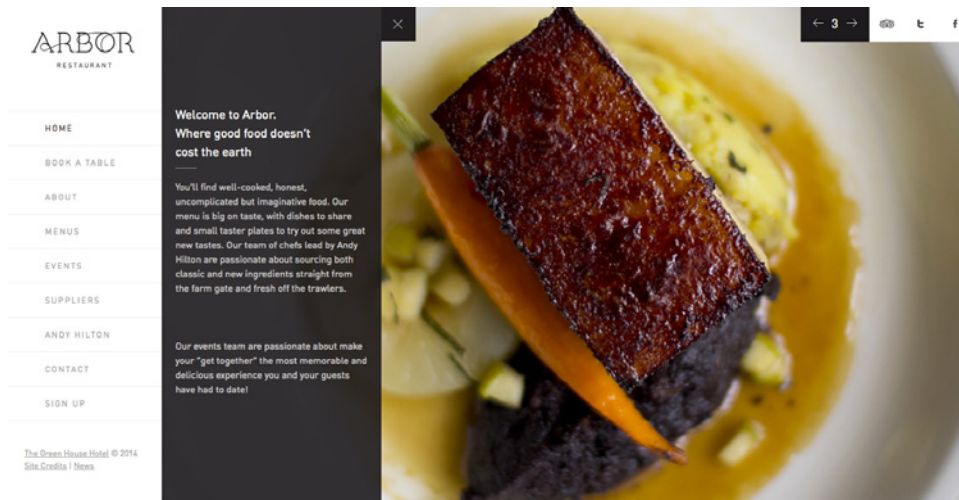 ARBOR
RESTAURANT
HOME
BOOK A TABLE
ABOUT
MENUS
EVENTS
SUPPLIERS
ANDY HILTON
CONTACT
SIGN UP
The Green House Hotel © 2014
Site Credits | News
Welcome to Arbor.
Where good food doesn't
cost the earth
You'll find well-cooked, honest,
uncomplicated but imaginative food. Our
menu is big on taste, with dishes to share
and small taster plates to try out some great
new tastes. Our team of chefs lead by Andy
Hilton are passionate about sourcing both
classic and new ingredients straight from
the farm gate and fresh off the trawlers.
Our events team are passionate about make
your "get together" the most memorable and
delicious experience you and your guests
have had to date!
3